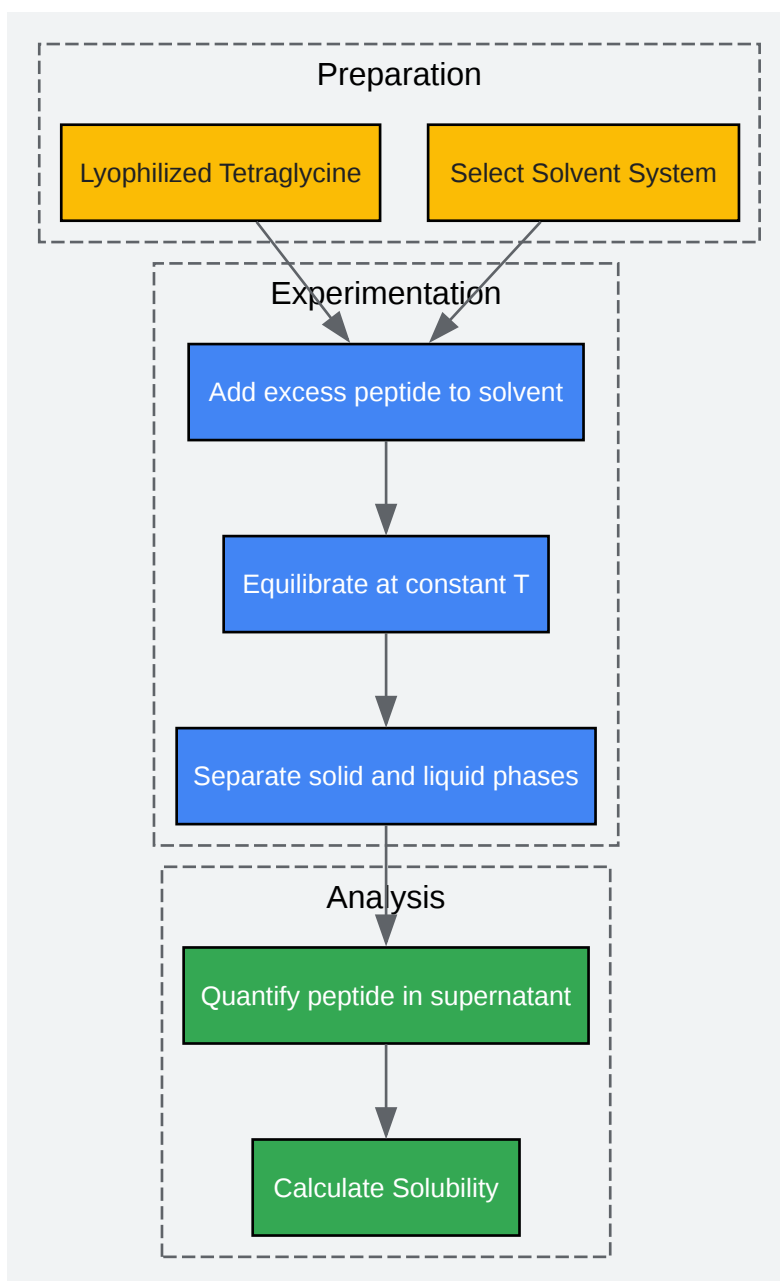 Preparation
Lyophilized Tetraglycine
Select Solvent System
Experimentation
Add excess peptide to solvent
Equilibrate at constant T
Separate solid and liquid phases
Analysis
Quantify peptide in supernatant
Calculate Solubility